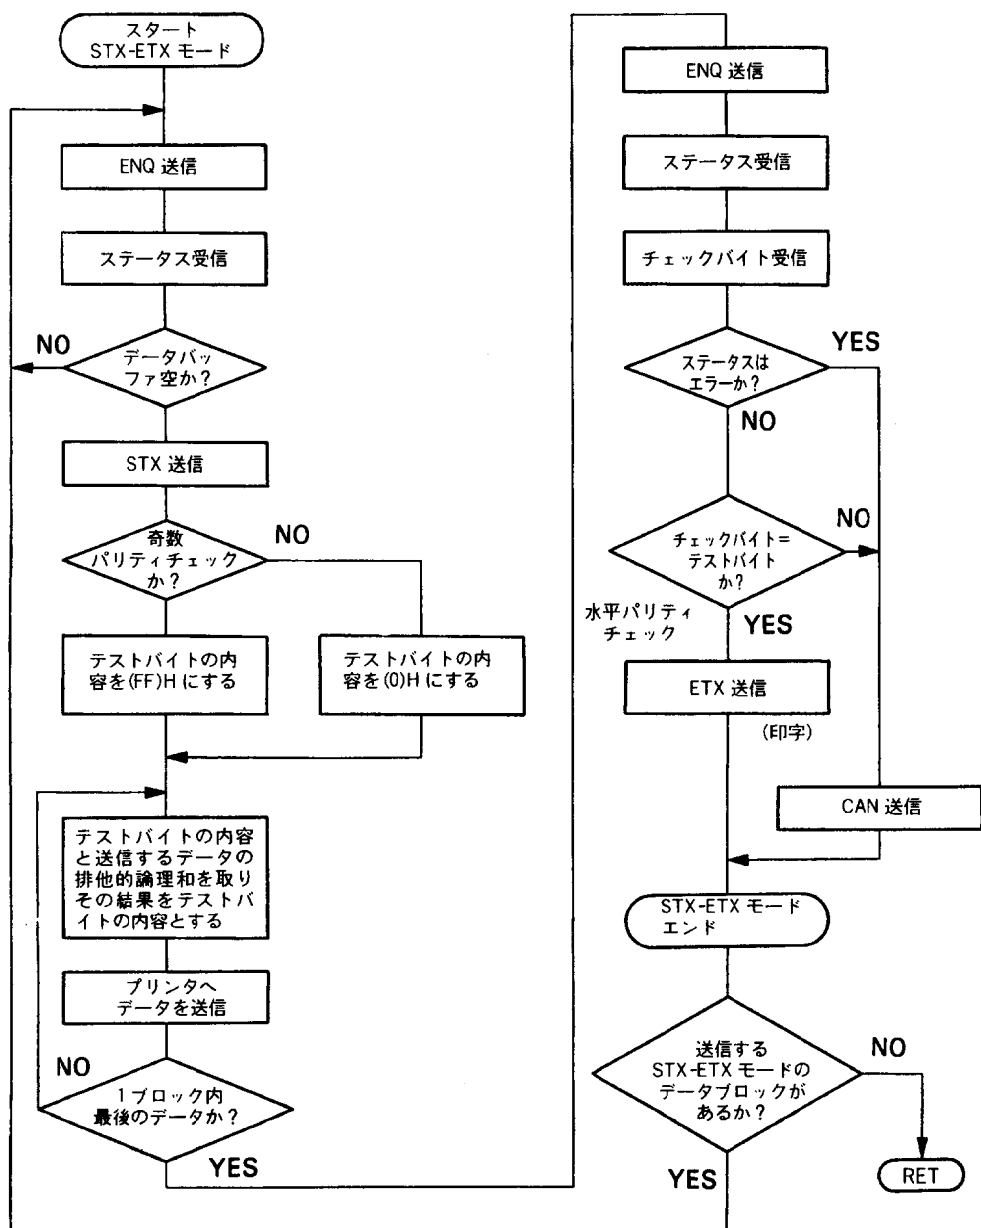 スタート
STX-ETX モード
ENQ 送信
ステータス受信
NO
データバッ
ファ空か?
STX 送信
奇数
パリティチェック
か?
NO
テストバイトの内
容を(FF)H にする
テストバイトの内
容を(0)H にする
テストバイトの内容
と送信するデータの
排他的論理和を取り
その結果をテストバ
イトの内容とする
プリンタへ
データを送信
NO
1ブロック内
最後のデータか?
YES
ENQ 送信
ステータス受信
チェックバイト受信
ステータスは
エラーか?
YES
NO
チェックバイト=
テストバイト
か?
NO
水平パリティ
チェック
YES
ETX 送信
(印字)
CAN 送信
STX-ETX モード
エンド
送信する
STX-ETX モードの
データブロックが
あるか?
NO
YES
RET